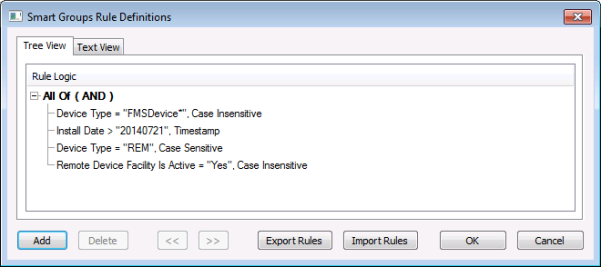 Smart Groups Rule Definitions
Tree View Text View
Rule Logic
All Of ( AND )
Device Type = "FMSDevice*", Case Insensitive
Install Date > "20140721", Timestamp
Device Type = "REM", Case Sensitive
Remote Device Facility Is Active = "Yes", Case Insensitive
Add Delete << >> Export Rules Import Rules OK Cancel